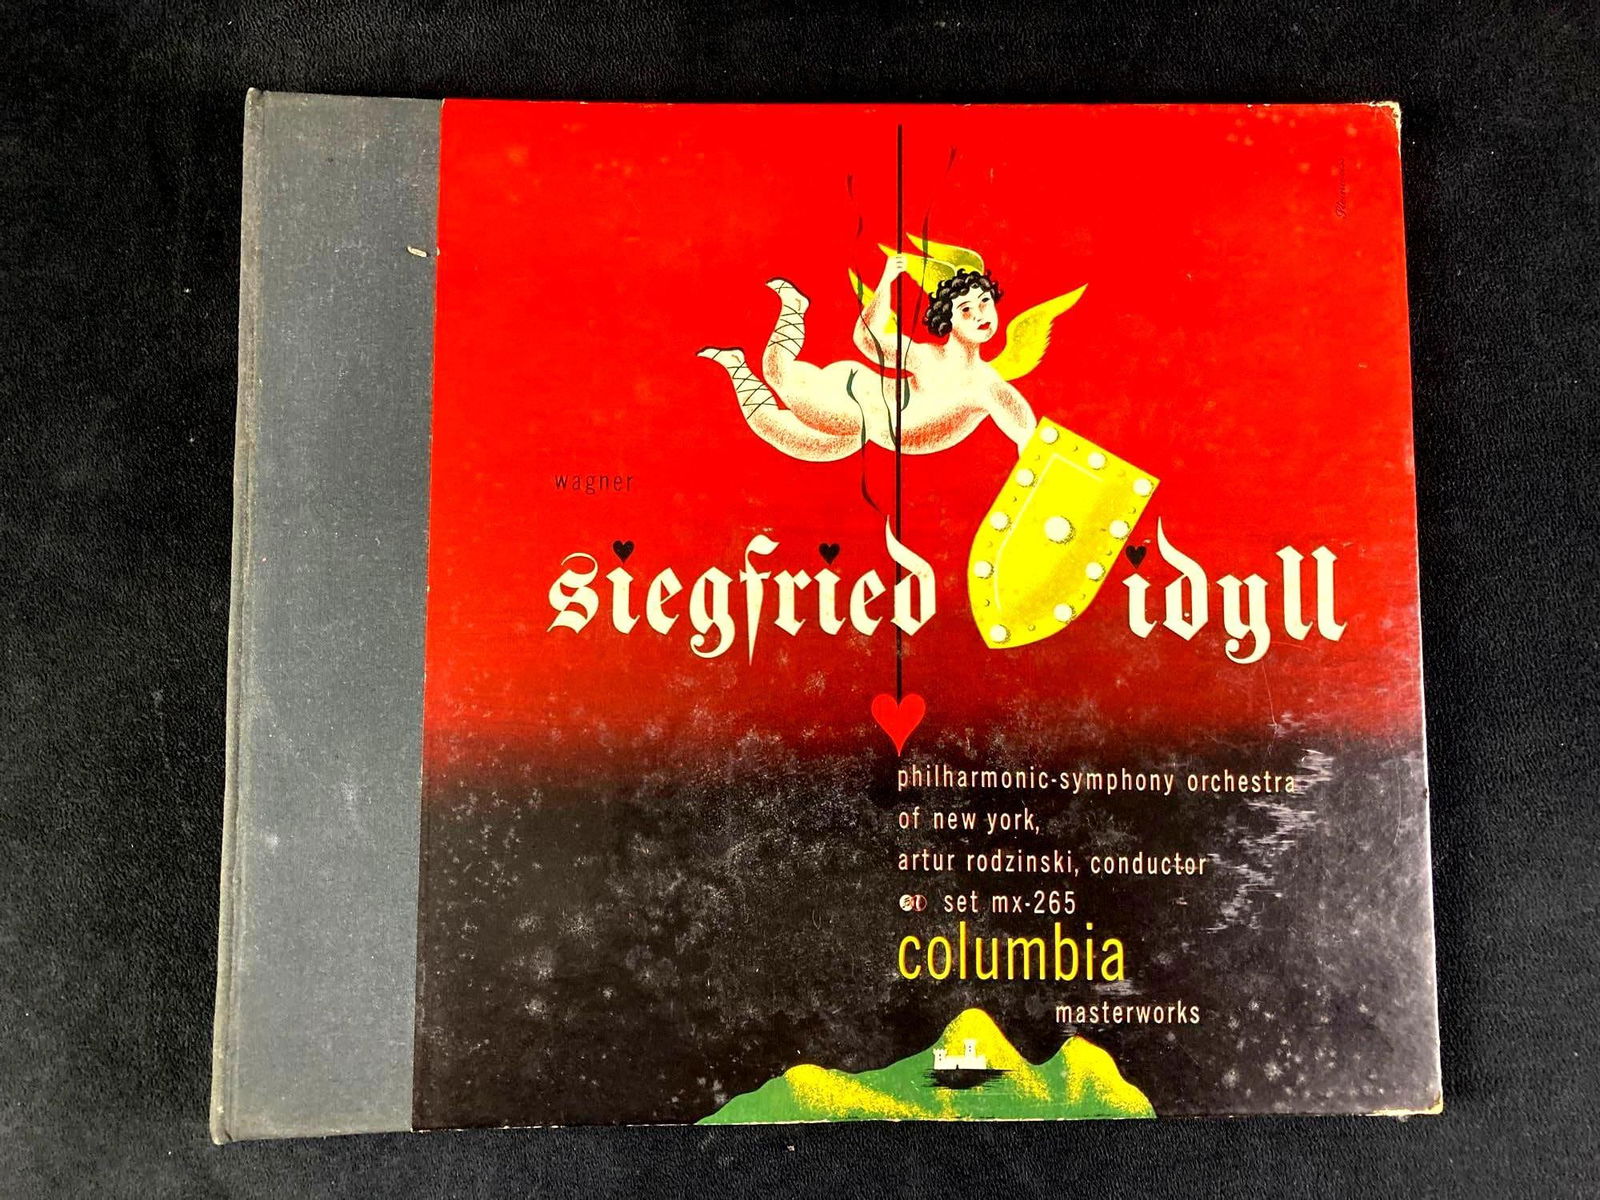 wagner
siegfried idyll
philharmonic-symphony orchestra
of new york,
artur rodzinski, conductor
set mx-265
columbia
masterworks